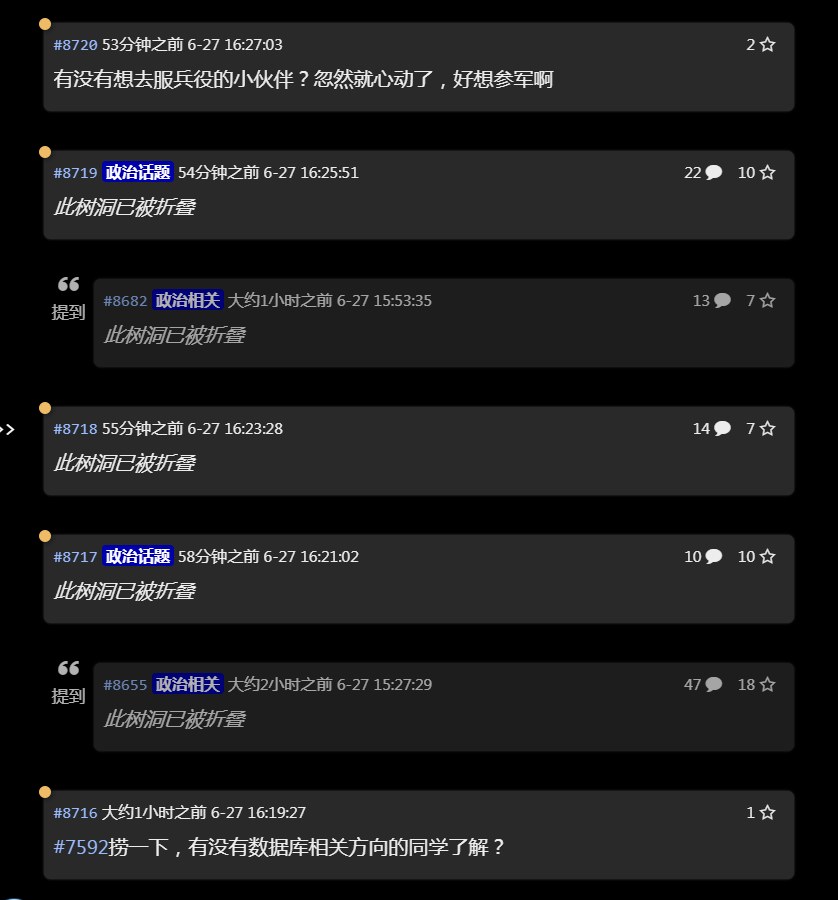 #8720 53分钟之前 6-27 16:27:03 2
有没有想去服兵役的小伙伴？忽然就心动了，好想参军啊
#8719 政治话题 54分钟之前 6-27 16:25:51 22 10
此树洞已被折叠
提到
#8682 政治相关 大约1小时之前 6-27 15:53:35 13 7
此树洞已被折叠
#8718 55分钟之前 6-27 16:23:28 14 7
此树洞已被折叠
#8717 政治话题 58分钟之前 6-27 16:21:02 10 10
此树洞已被折叠
提到
#8655 政治相关 大约2小时之前 6-27 15:27:29 47 18
此树洞已被折叠
#8716 大约1小时之前 6-27 16:19:27 1
#7592捞一下，有没有数据库相关方向的同学了解？